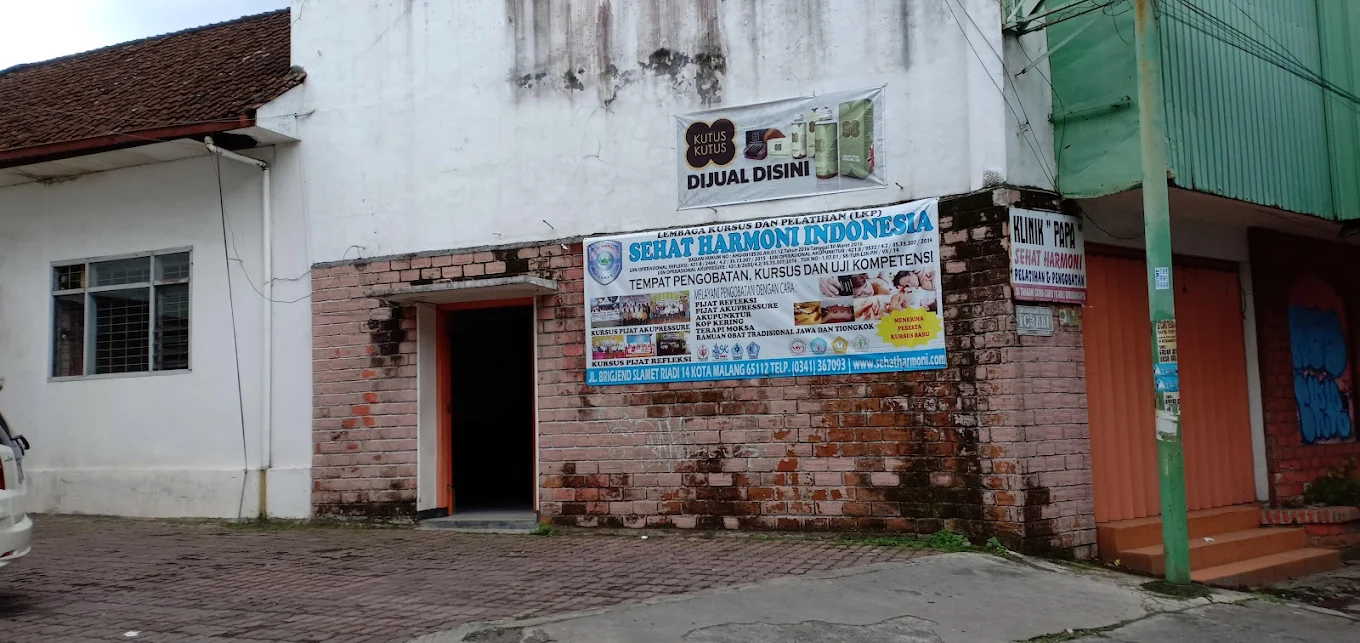 KUTUS
KUTUS
DIJUAL DISINI
LEMBAGA KURSUS DAN PELATIHAN (LKP)
SEHAT HARMONI INDONESIA
TEMPAT PENGOBATAN, KURSUS DAN UJI KOMPETENSI
MELAYANI PENGOBATAN DENGAN CARA :
PIJAT REFLEKSI
PIJAT AKUPRESSURE
AKUPUNKTUR
KOP KERING
TERAPI MOKSA
RAMUAN OBAT TRADISIONAL JAWA DAN TIONGKOK
KURSUS PIJAT AKUPRESSURE
KURSUS PIJAT REFLEKSI
MENERIMA
PESERTA
KURSUS BARU
JL. BRIGJEND SLAMET RIADI 14 KOTA MALANG 65112 TELP. (0341) 367093 | www.sehatharmoni.com
KLINIK "PAPA"
SEHAT HARMONI
PELATIHAN & PENGOBATAN